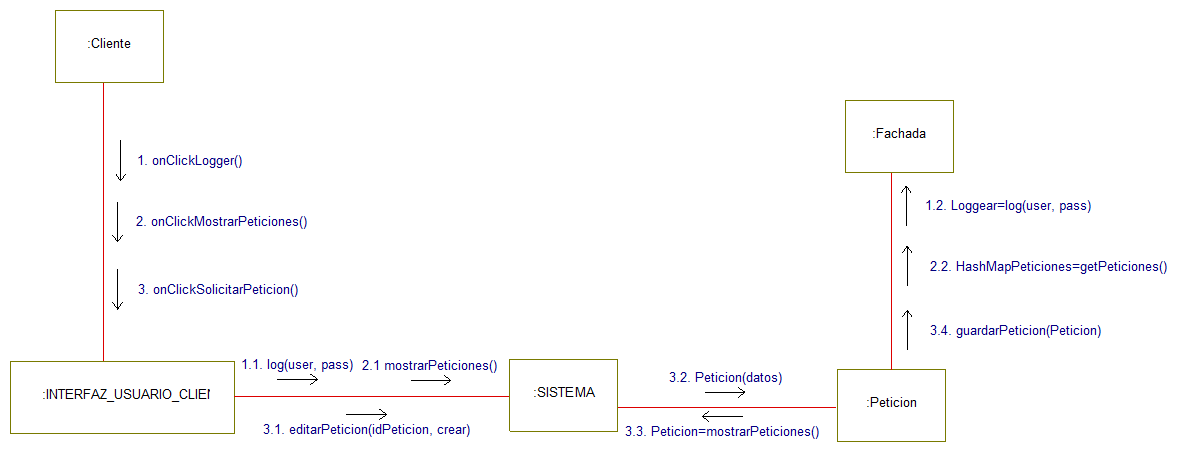 :Cliente
:Fachada
1. onClickLogger()
2. onClickMostrarPeticiones()
3. onClickSolicitarPeticion()
1.2. Loggear=log(user, pass)
2.2. HashMapPeticiones=getPeticiones()
3.4. guardarPeticion(Peticion)
:INTERFAZ_USUARIO_CLIEN
1.1. log(user, pass)
2.1 mostrarPeticiones()
3.1. editarPeticion(idPeticion, crear)
:SISTEMA
3.2. Peticion(datos)
3.3. Peticion=mostrarPeticiones()
:Peticion